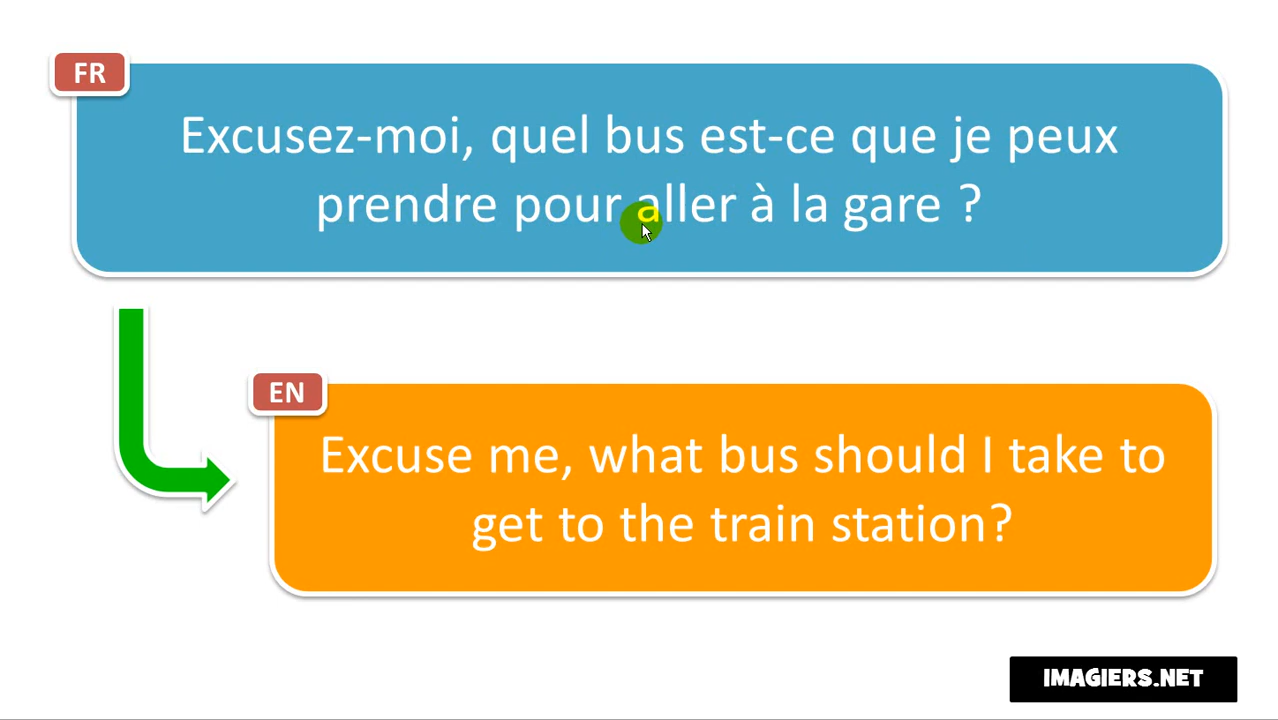 FR
Excusez-moi, quel bus est-ce que je peux
prendre pour aller à la gare ?
EN
Excuse me, what bus should I take to
get to the train station?
IMAGIERS.NET